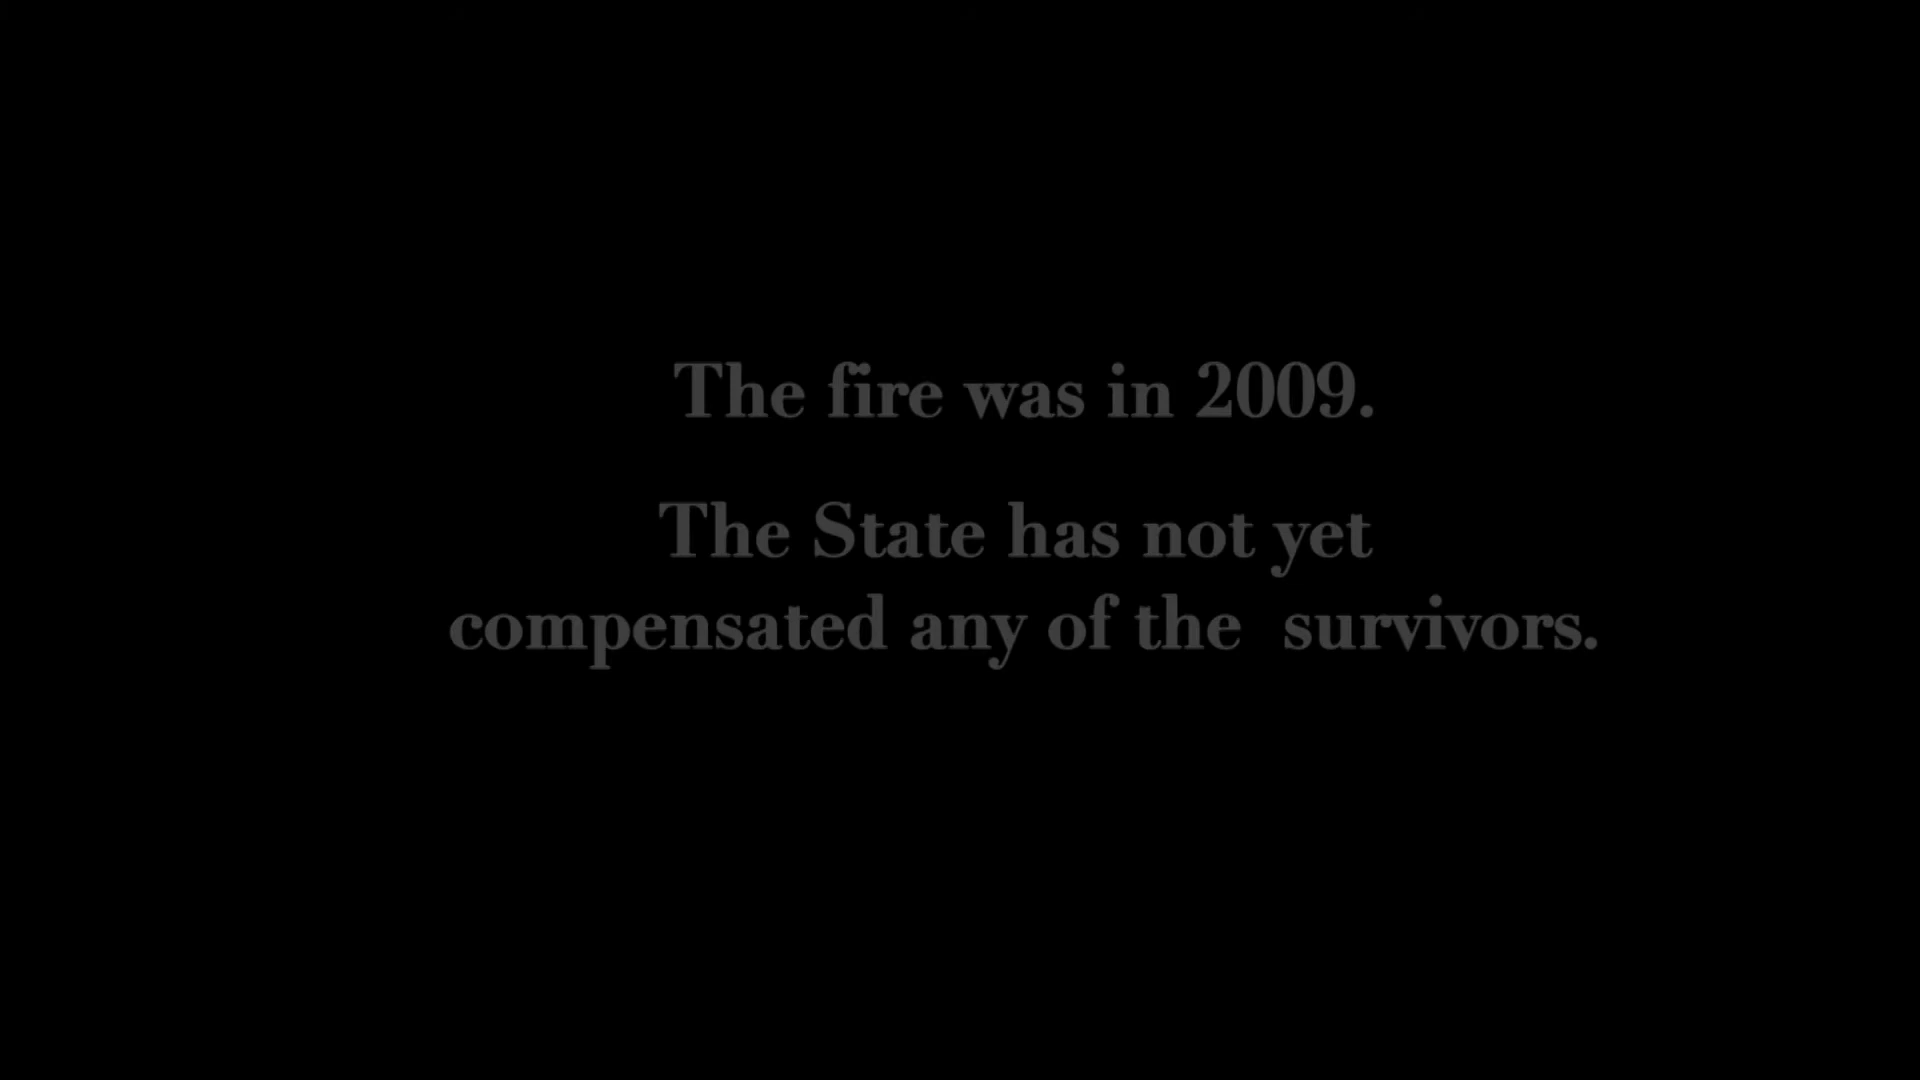 The fire was in 2009.
The State has not yet
compensated any of the  survivors.